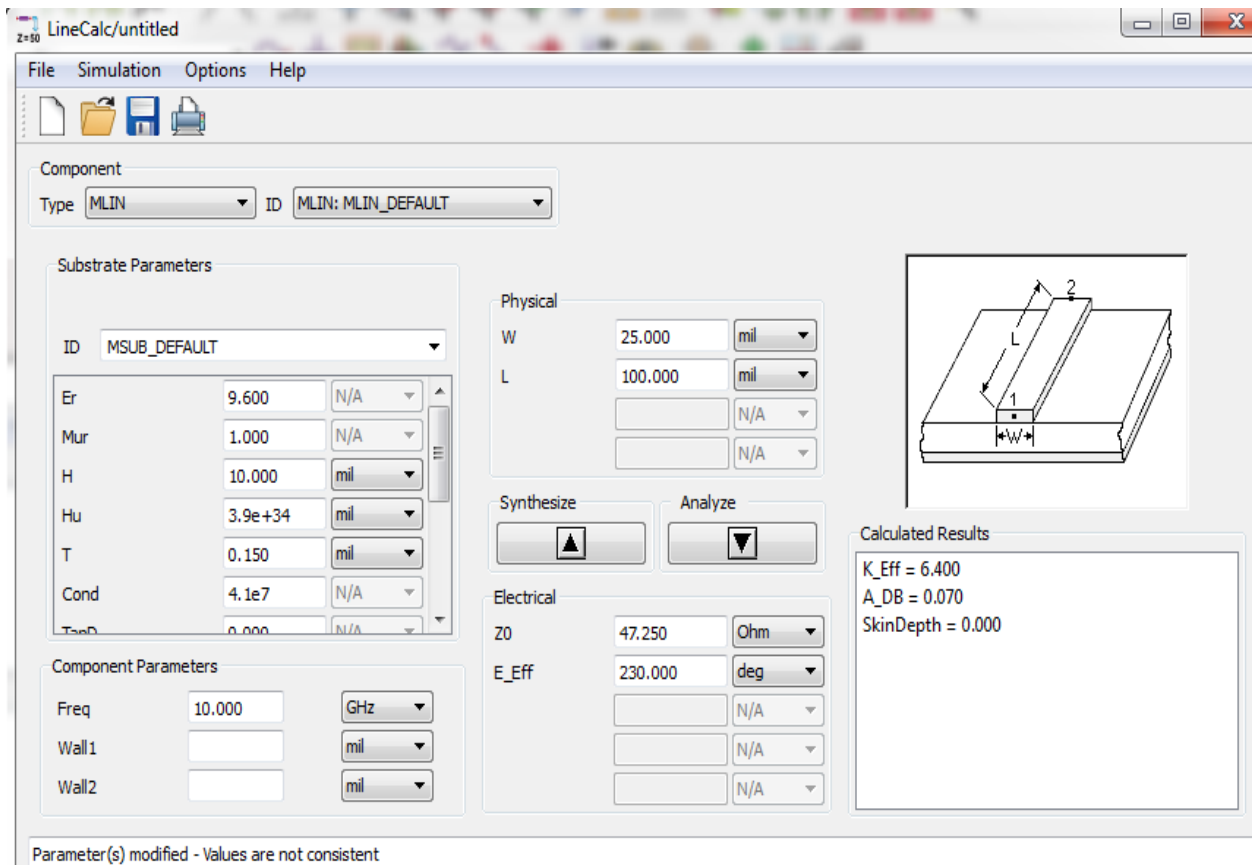 Z=50 LineCalc/untitled
File Simulation Options Help
Component
Type MLIN ID MLIN: MLIN_DEFAULT
Substrate Parameters
ID MSUB_DEFAULT
Er 9.600 N/A
Mur 1.000 N/A
H 10.000 mil
Hu 3.9e+34 mil
T 0.150 mil
Cond 4.1e7 N/A
TanD 0.000 N/A
Component Parameters
Freq 10.000 GHz
Wall1 mil
Wall2 mil
Physical
W 25.000 mil
L 100.000 mil
N/A
N/A
Synthesize Analyze
Electrical
Z0 47.250 Ohm
E_Eff 230.000 deg
N/A
N/A
N/A
2
L
1
W
Calculated Results
K_Eff = 6.400
A_DB = 0.070
SkinDepth = 0.000
Parameter(s) modified - Values are not consistent